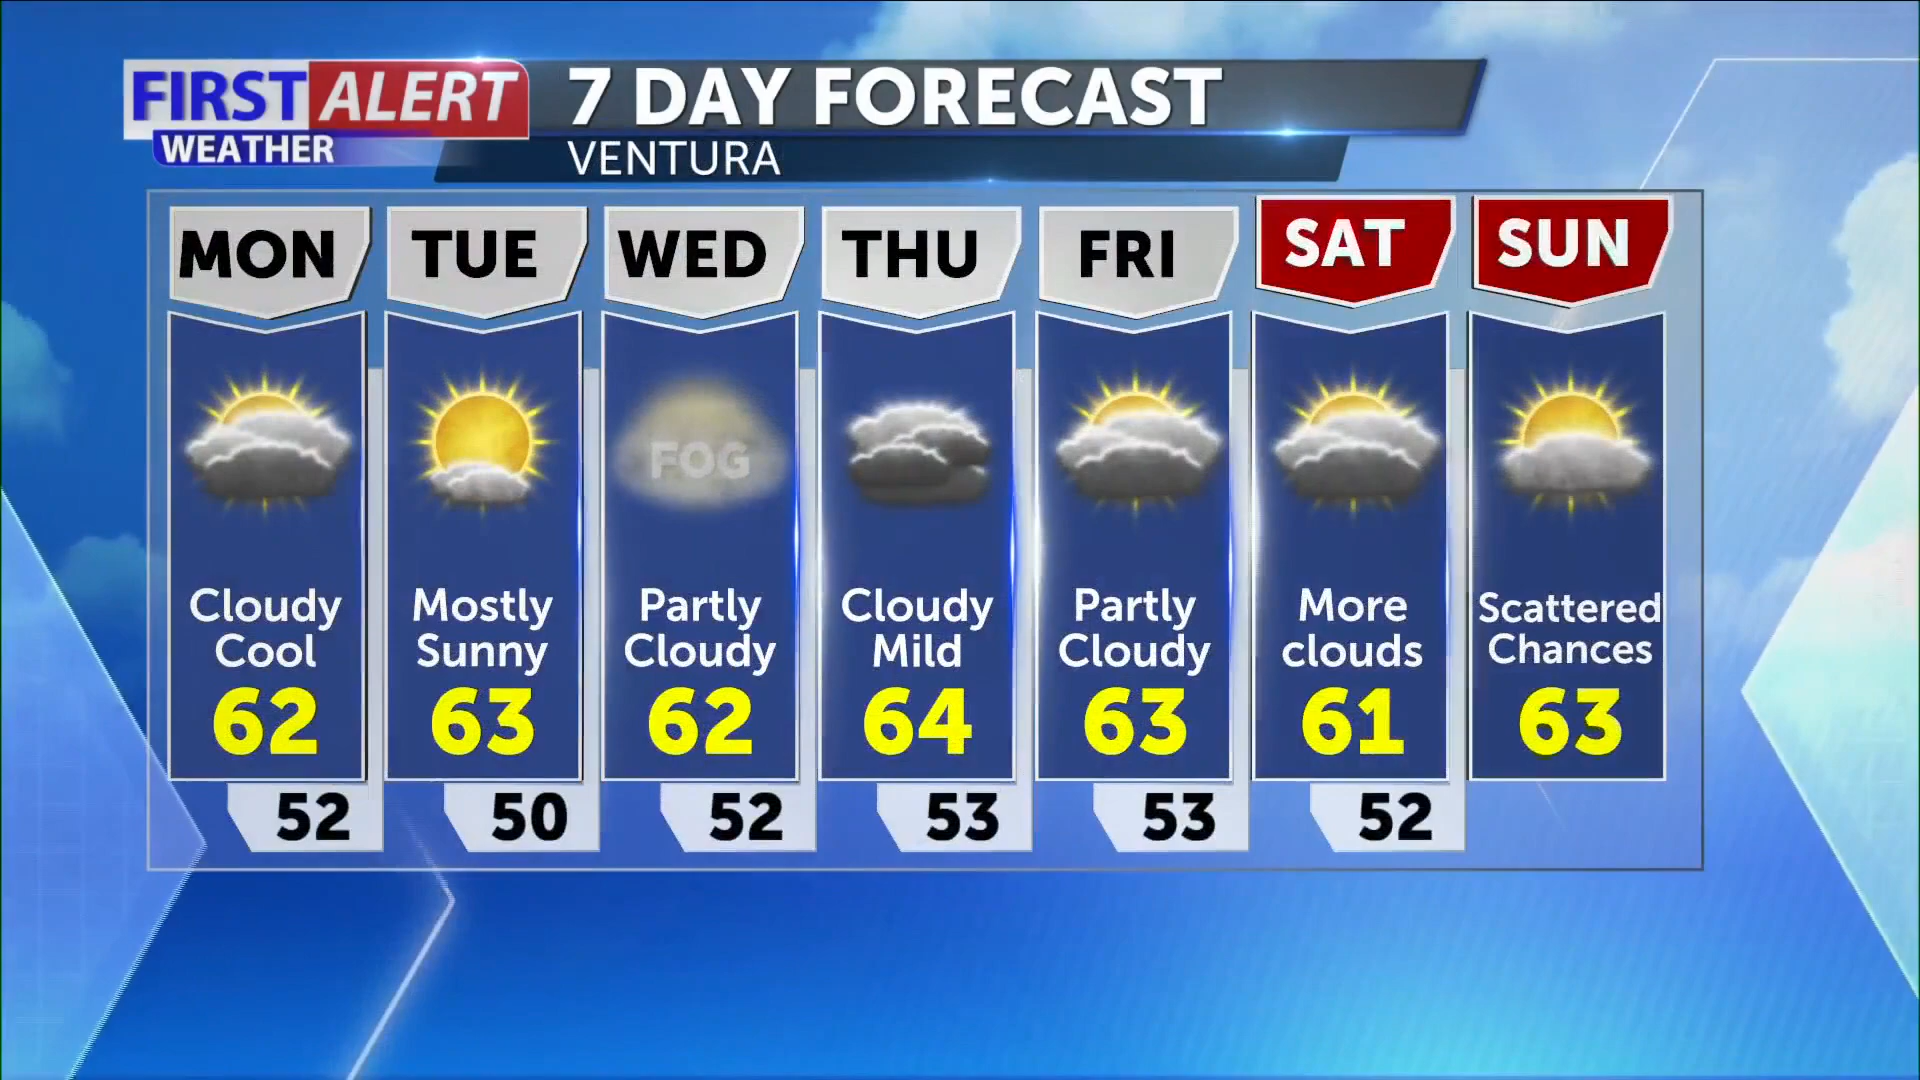 FIRST ALERT
WEATHER
7 DAY FORECAST
VENTURA
MON TUE WED THU FRI SAT SUN
FOG
Cloudy Mostly Partly Cloudy Partly More Scattered
Cool Sunny Cloudy Mild Cloudy clouds Chances
62 63 62 64 63 61 63
52 50 52 53 53 52